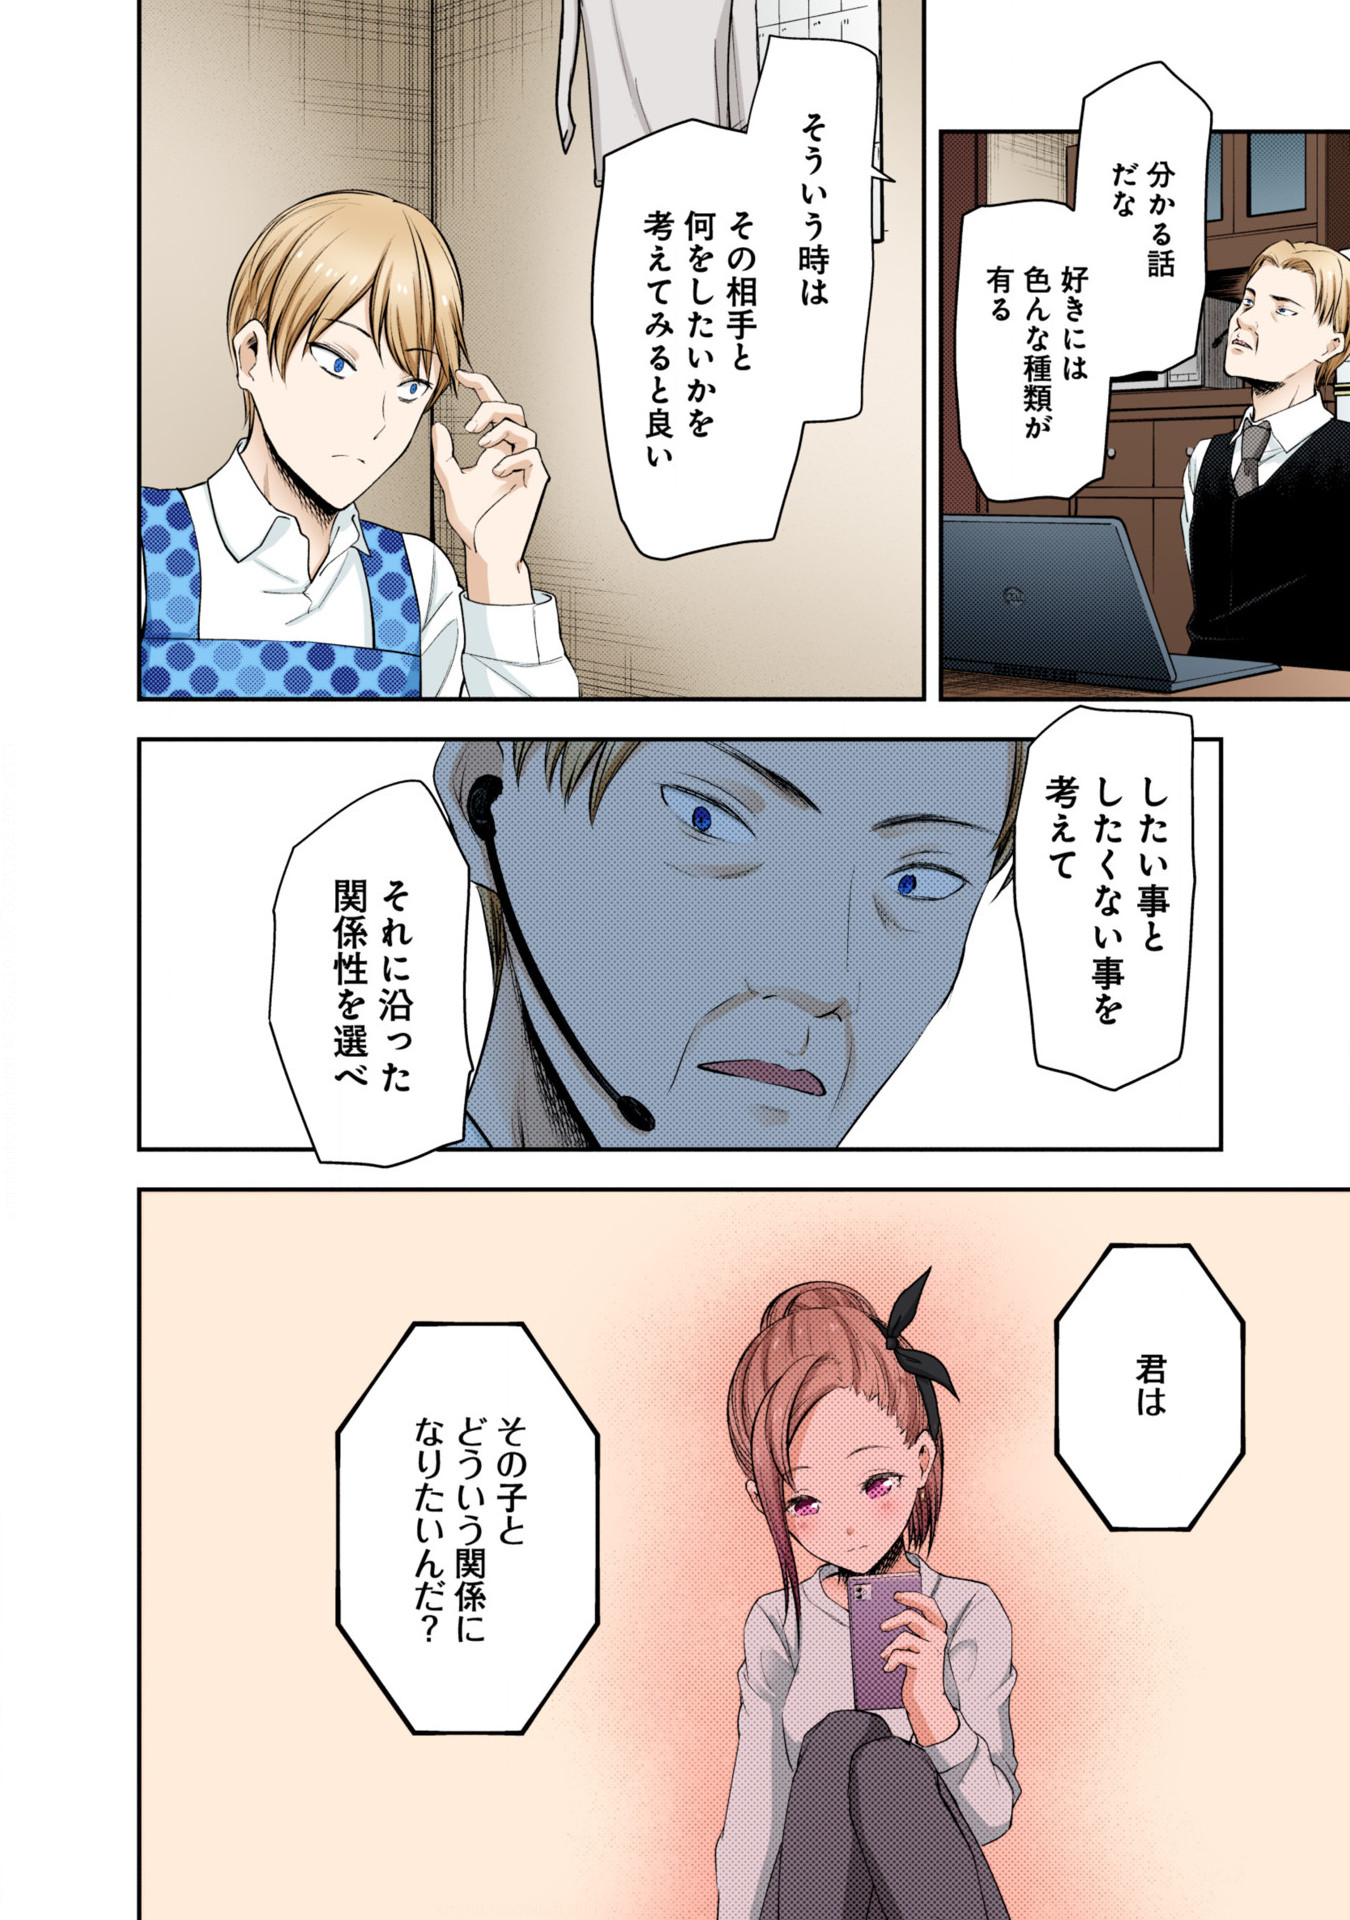 分かる話
だな
好きには
色んな種類が
有る
そういう時は
その相手と
何をしたいかを
考えてみると良い
したい事と
したくない事を
考えて
それに沿った
関係性を選べ
君は
その子と
どういう関係に
なりたいんだ？